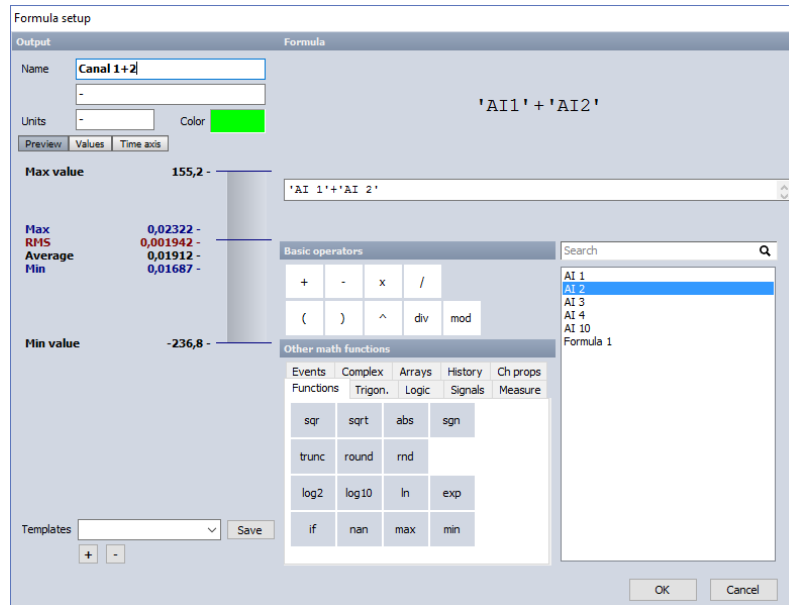 Formula setup
Output
Formula
Name Canal 1+2
-
Units - Color
Preview Values Time axis
'AI1'+'AI2'
Max value 155,2 -
'AI 1'+'AI 2'
Max 0,02322 -
RMS 0,001942 -
Average 0,01912 -
Min 0,01687 -
Min value -236,8 -
Basic operators
+ - x /
( ) ^ div mod
Other math functions
Events Complex Arrays History Ch props
Functions Trigon. Logic Signals Measure
sqr sqrt abs sgn
trunc round rnd
log2 log10 ln exp
if nan max min
Search
AI 1
AI 2
AI 3
AI 4
AI 10
Formula 1
Templates Save
+ -
OK Cancel